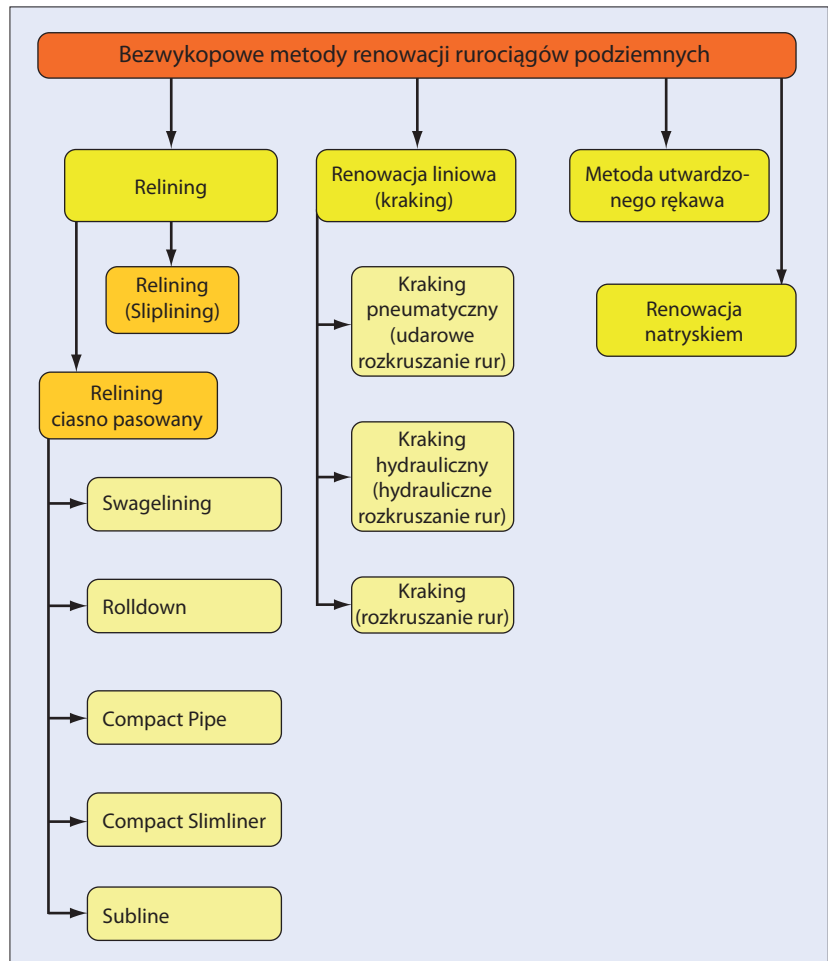 Bezwykopowe metody renowacji rurociągów podziemnych
Relining
Relining
(Sliplining)
Relining
ciasno pasowany
Swagelining
Rolldown
Compact Pipe
Compact Slimliner
Subline
Renowacja liniowa
(kraking)
Kraking
pneumatyczny
(udarowe
rozkruszanie rur)
Kraking
hydrauliczny
(hydrauliczne
rozkruszanie rur)
Kraking
(rozkruszanie rur)
Metoda utwardzo-
nego rękawa
Renowacja
natryskiem